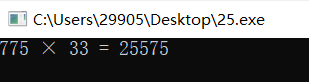 C:\Users\29905\Desktop\25.exe
775 × 33 = 25575